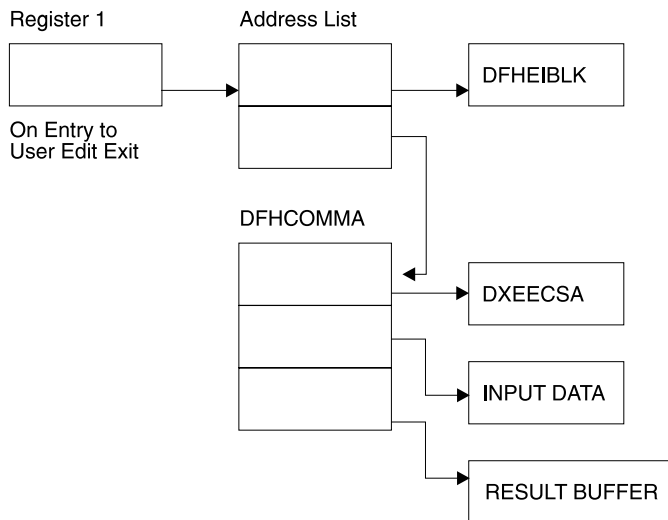 Register 1
Address List
DFHEIBLK
On Entry to
User Edit Exit
DFHCOMMA
DXEECSA
INPUT DATA
RESULT BUFFER